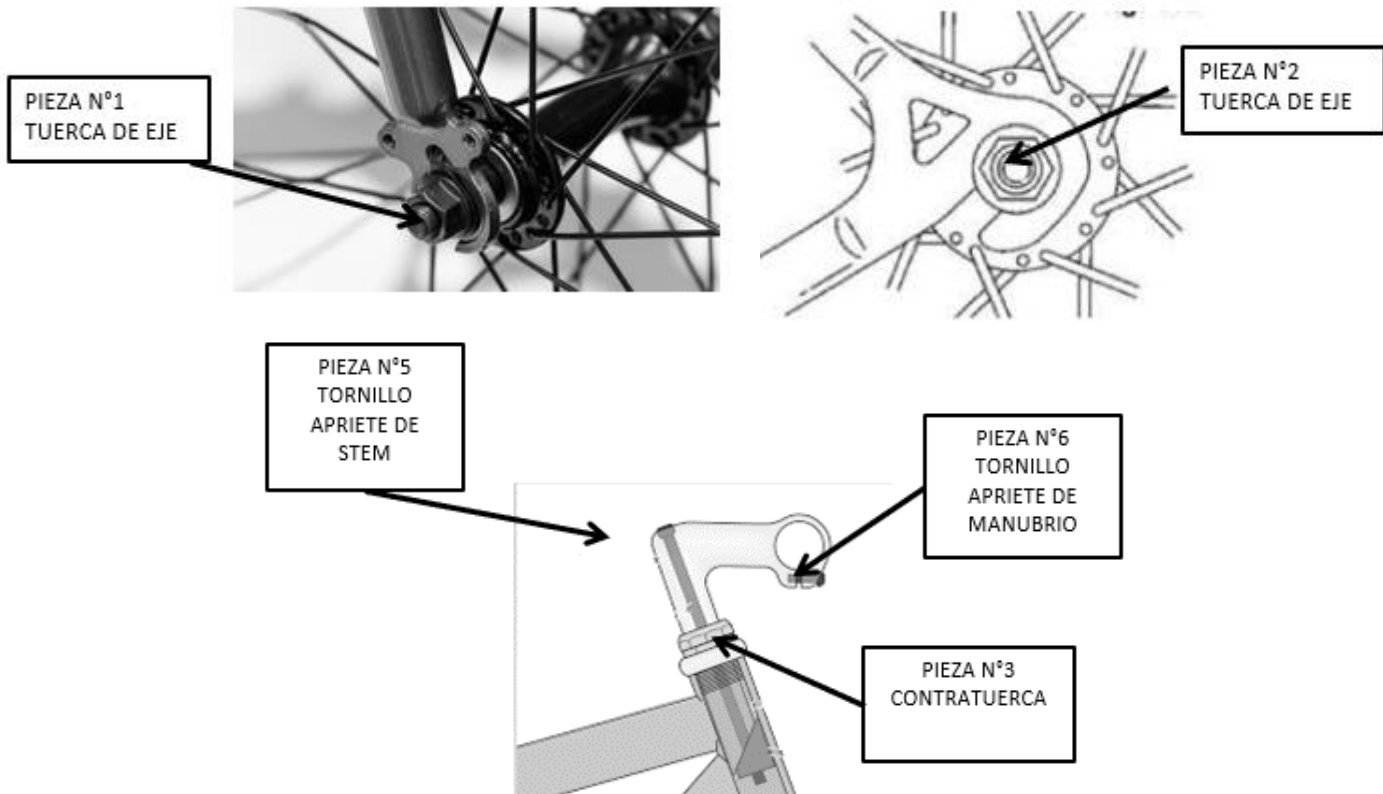 PIEZA N°1
TUERCA DE EJE
PIEZA N°2
TUERCA DE EJE
PIEZA N°5
TORNILLO
APRIETE DE
STEM
PIEZA N°6
TORNILLO
APRIETE DE
MANUBRIO
PIEZA N°3
CONTRATUERCA